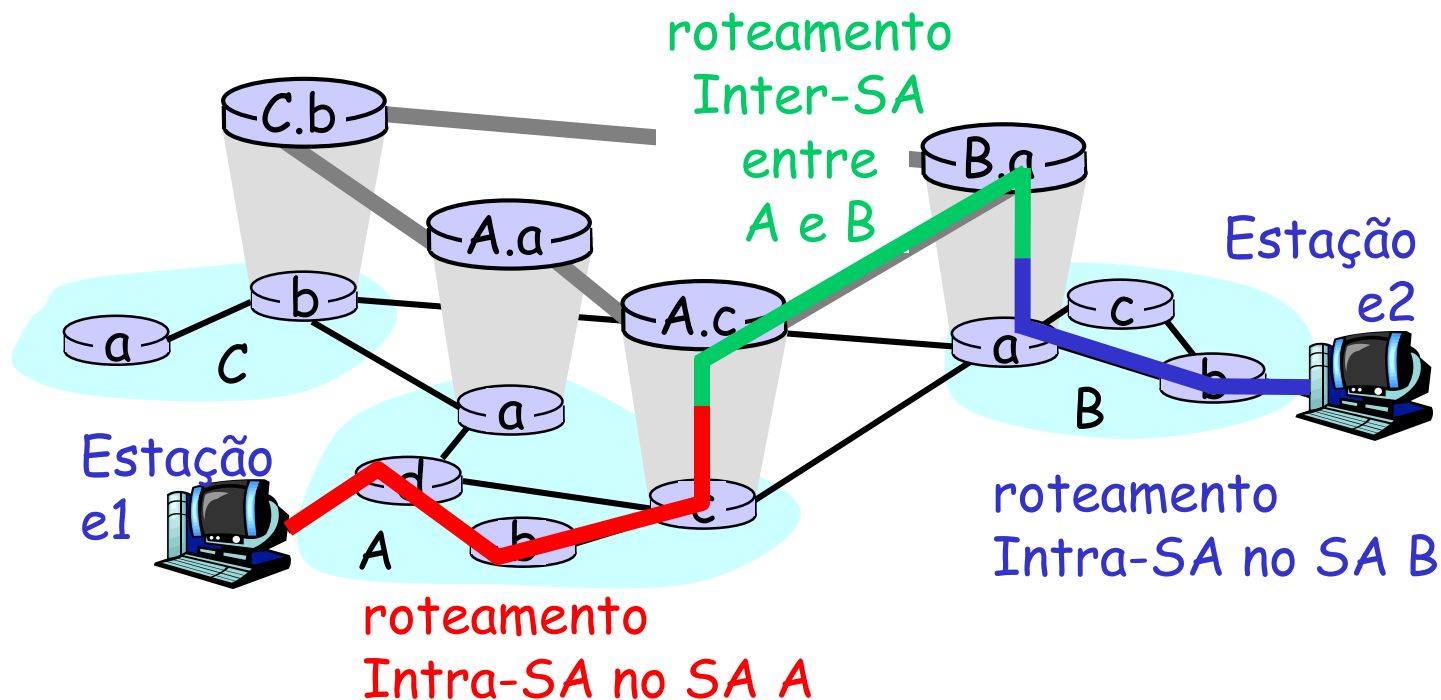 roteamento
Inter-SA
entre
A e B
C.b
B.a
A.a
Estação
e2
b
A.c
c
a
C
a
a
B
b
Estação
e1
d
c
A
b
roteamento
Intra-SA no SA B
roteamento
Intra-SA no SA A